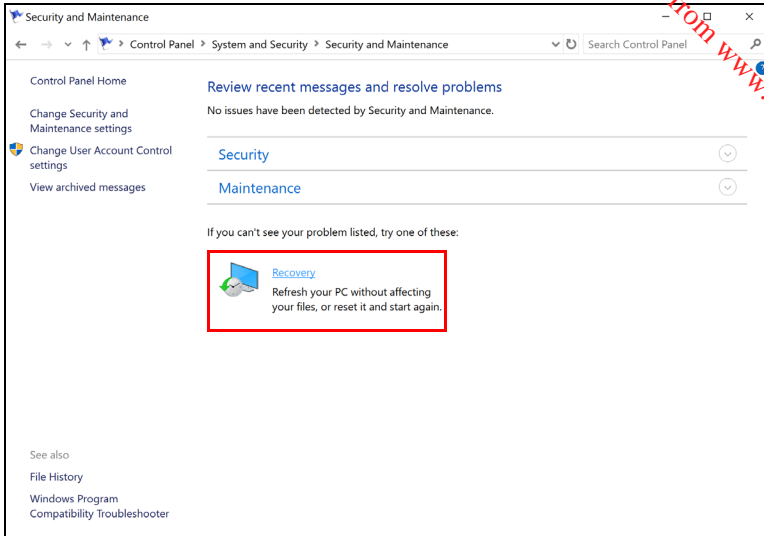 Security and Maintenance
Control Panel > System and Security > Security and Maintenance
Search Control Panel
from www.
?
Control Panel Home
Change Security and
Maintenance settings
Change User Account Control
settings
View archived messages
Review recent messages and resolve problems
No issues have been detected by Security and Maintenance.
Security
Maintenance
If you can't see your problem listed, try one of these:
Recovery
Refresh your PC without affecting
your files, or reset it and start again.
See also
File History
Windows Program
Compatibility Troubleshooter